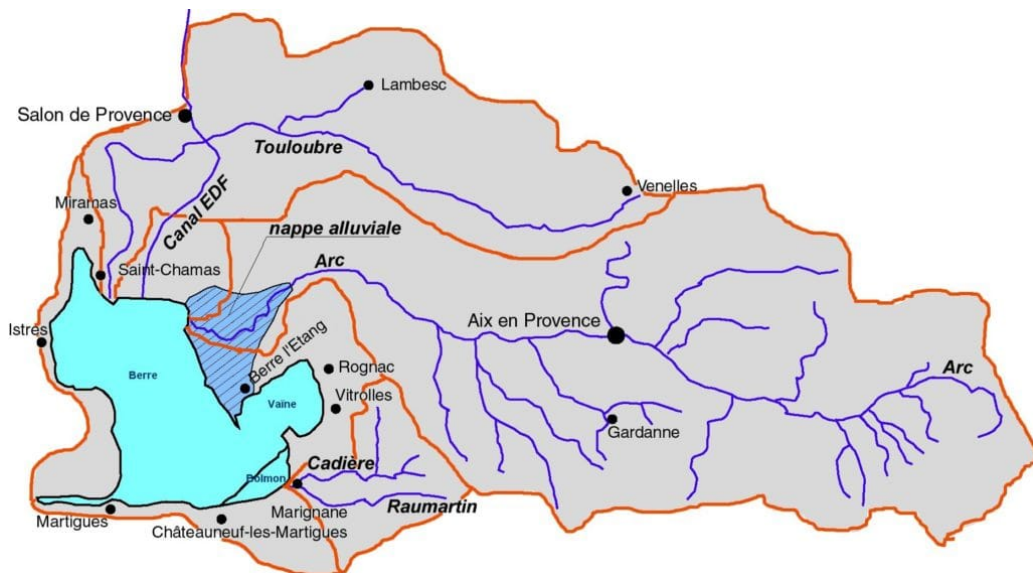 Lambesc
Salon de Provence
Touloubre
Venelles
Miramas
Canal EDF
nappe alluviale
Arc
Saint-Chamas
Istres
Aix en Provence
Berre l'Etang
Rognac
Berre
Arc
Vaïne
Vitrolles
Gardanne
Cadière
Bolmon
Marignane
Raumartin
Martigues
Châteauneuf-les-Martigues